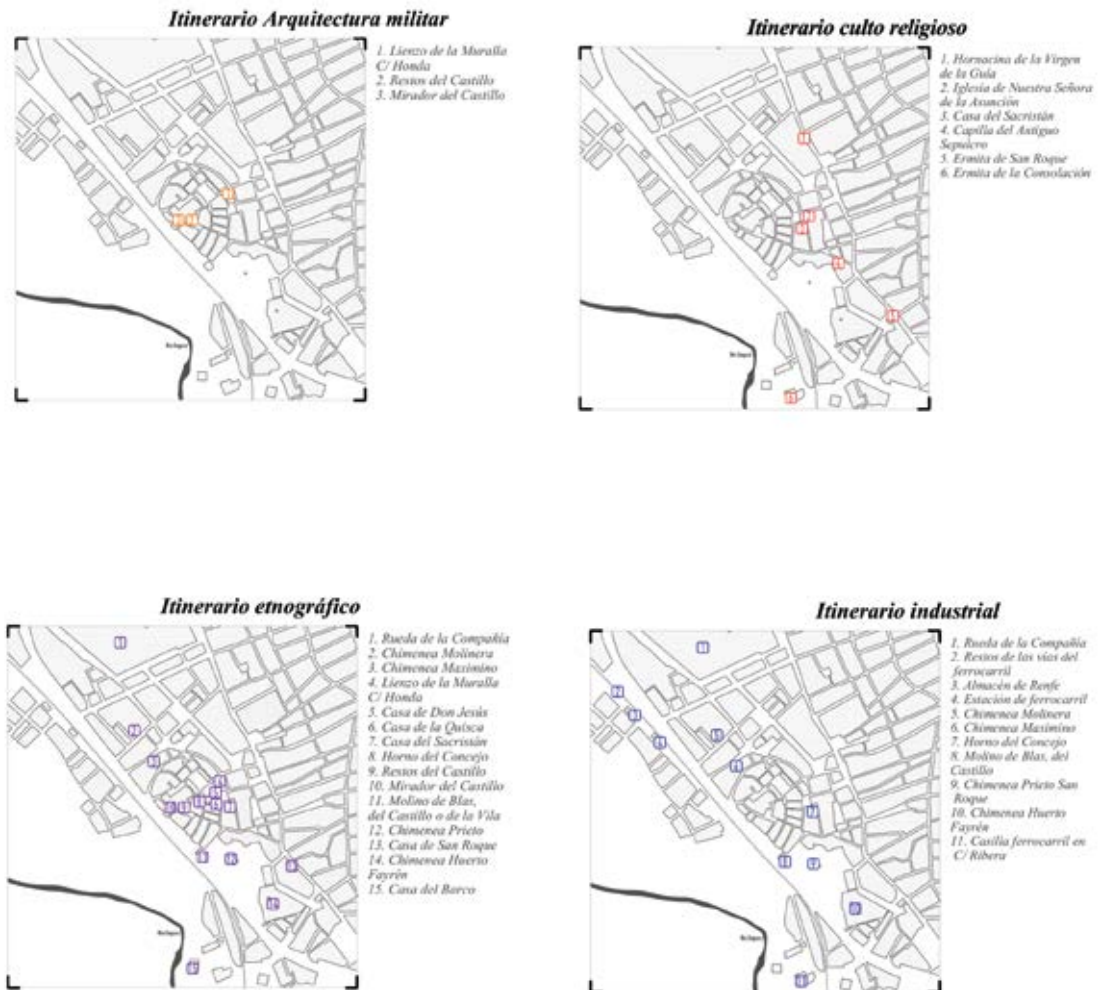 Itinerario Arquitectura militar
1. Lienzo de la Muralla
C/ Honda
2. Restos del Castillo
3. Mirador del Castillo
Itinerario culto religioso
1. Hornacina de la Virgen
de la Guía
2. Iglesia de Nuestra Señora
de la Asunción
3. Casa del Sacristán
4. Capilla del Antiguo
Sepulcro
5. Ermita de San Roque
6. Ermita de la Consolación
Itinerario etnográfico
1. Rueda de la Compañía
2. Chimenea Molinera
3. Chimenea Maximino
4. Lienzo de la Muralla
C/ Honda
5. Casa de Don Jesús
6. Casa de la Quisca
7. Casa del Sacristán
8. Horno del Concejo
9. Restos del Castillo
10. Mirador del Castillo
11. Molino de Blas,
del Castillo o de la Vila
12. Chimenea Prieto
13. Casa de San Roque
14. Chimenea Huerto
Fayrén
15. Casa del Barco
Itinerario industrial
1. Rueda de la Compañía
2. Restos de las vías del
ferrocarril
3. Almacén de Renfe
4. Estación de ferrocarril
5. Chimenea Molinera
6. Chimenea Maximino
7. Horno del Concejo
8. Molino de Blas, del
Castillo
9. Chimenea Prieto San
Roque
10. Chimenea Huerto
Fayrén
11. Casilla ferrocarril en
C/ Ribera